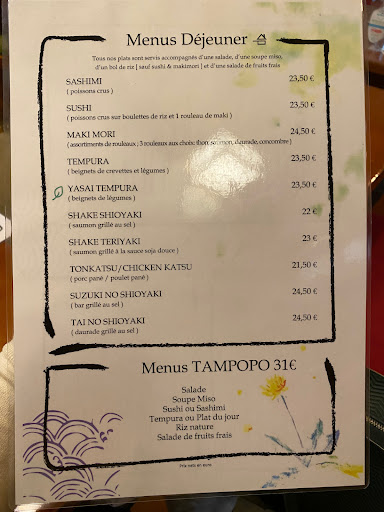 Menus Déjeuner
Tous nos plats sont servis accompagnés d'une salade, d'une soupe miso,
d'un bol de riz [ sauf sushi & makimori ] et d'une salade de fruits frais
SASHIMI 23,50 €
( poissons crus )
SUSHI 23,50 €
( poissons crus sur boulettes de riz et 1 rouleau de maki )
MAKI MORI 24,50 €
( assortiments de rouleaux ; 3 rouleaux aux choix: thon, saumon, daurade, concombre )
TEMPURA 23,50 €
( beignets de crevettes et légumes )
YASAI TEMPURA 23,50 €
( beignets de légumes )
SHAKE SHIOYAKI 22 €
( saumon grillé au sel )
SHAKE TERIYAKI 23 €
( saumon grillé à la sauce soja douce )
TONKATSU/CHICKEN KATSU 21,50 €
( porc pané / poulet pané )
SUZUKI NO SHIOYAKI 24,50 €
( bar grillé au sel )
TAI NO SHIOYAKI 24,50 €
( daurade grillé au sel )
Menus TAMPOPO 31€
Salade
Soupe Miso
Sushi ou Sashimi
Tempura ou Plat du jour
Riz nature
Salade de fruits frais
Prix nets en euros